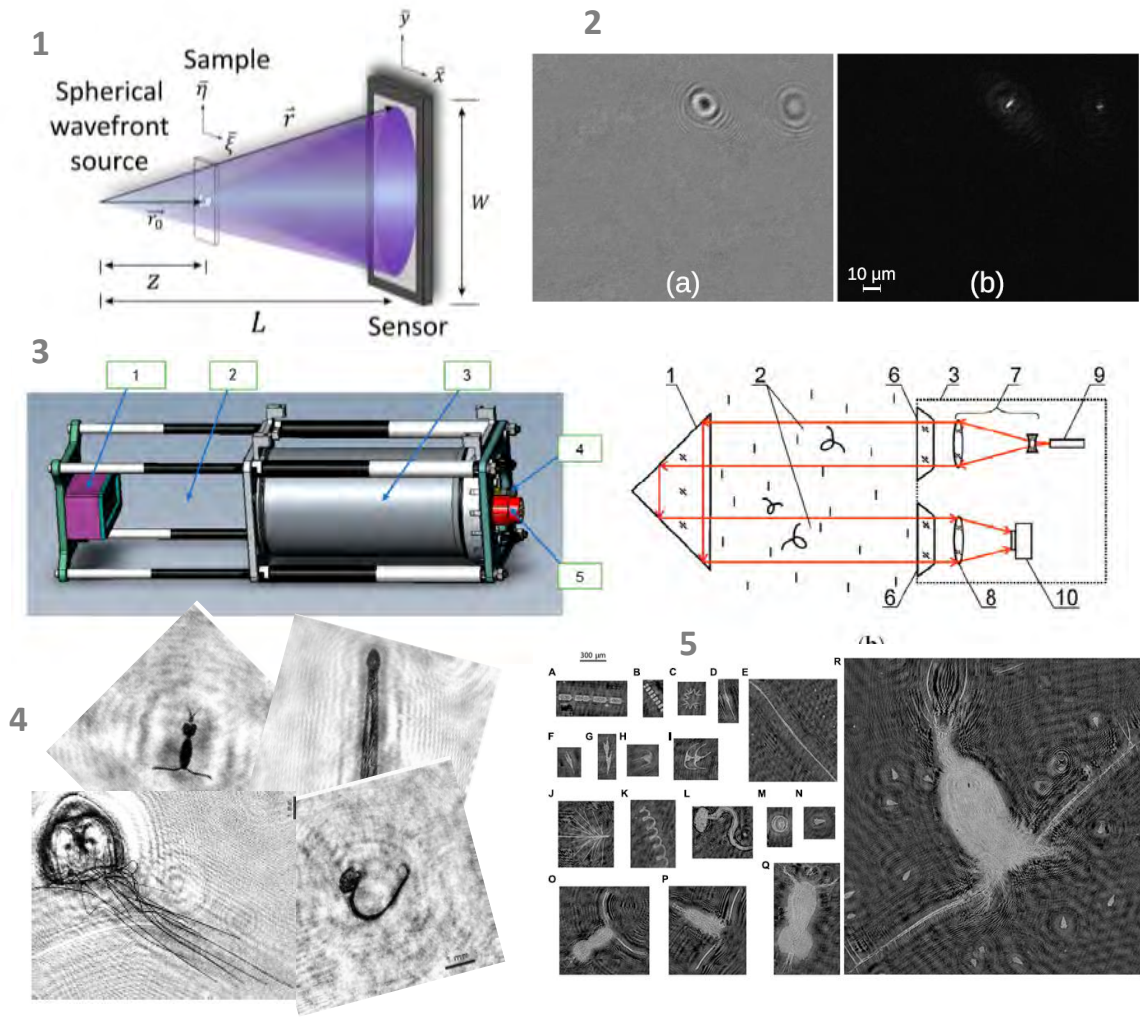 1
Sample
Spherical
wavefront
source
η̄
ξ̄
r⃗
r⃗₀
Z
L
ȳ
x̄
W
Sensor
2
(a)
10 µm
(b)
3
1
2
3
4
5
1
2
6
3
7
9
6
8
10
(b)
4
1 mm
5
300 µm
A
B
C
D
E
R
F
G
H
I
J
K
L
M
N
O
P
Q